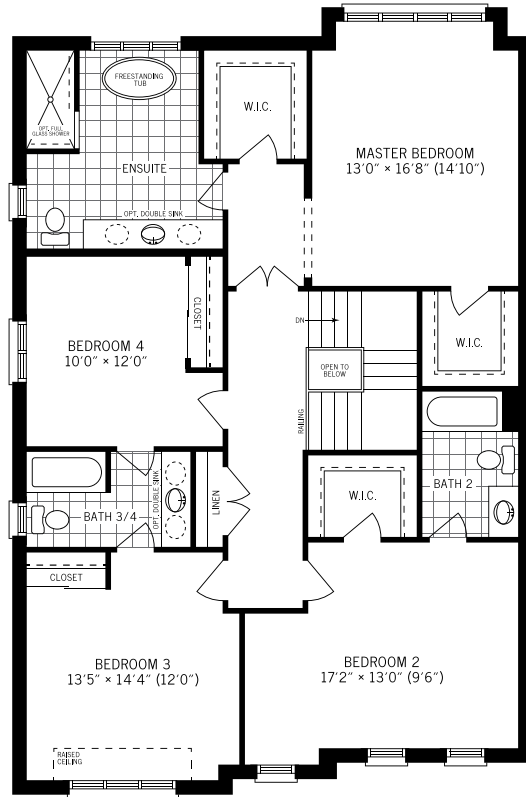 FREESTANDING
TUB
W.I.C.
OPT. FULL
GLASS SHOWER
MASTER BEDROOM
13'0" × 16'8" (14'10")
ENSUITE
OPT. DOUBLE SINK
CLOSET
DN
W.I.C.
BEDROOM 4
10'0" × 12'0"
OPEN TO
BELOW
RAILING
OPT. DOUBLE SINK
LINEN
W.I.C.
BATH 2
BATH 3/4
CLOSET
BEDROOM 3
13'5" × 14'4" (12'0")
BEDROOM 2
17'2" × 13'0" (9'6")
RAISED
CEILING